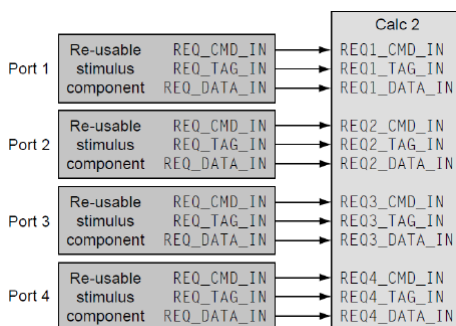 Calc 2
Re-usable REQ_CMD_IN REQ1_CMD_IN
Port 1 stimulus REQ_TAG_IN REQ1_TAG_IN
component REQ_DATA_IN REQ1_DATA_IN
Re-usable REQ_CMD_IN REQ2_CMD_IN
Port 2 stimulus REQ_TAG_IN REQ2_TAG_IN
component REQ_DATA_IN REQ2_DATA_IN
Re-usable REQ_CMD_IN REQ3_CMD_IN
Port 3 stimulus REQ_TAG_IN REQ3_TAG_IN
component REQ_DATA_IN REQ3_DATA_IN
Re-usable REQ_CMD_IN REQ4_CMD_IN
Port 4 stimulus REQ_TAG_IN REQ4_TAG_IN
component REQ_DATA_IN REQ4_DATA_IN